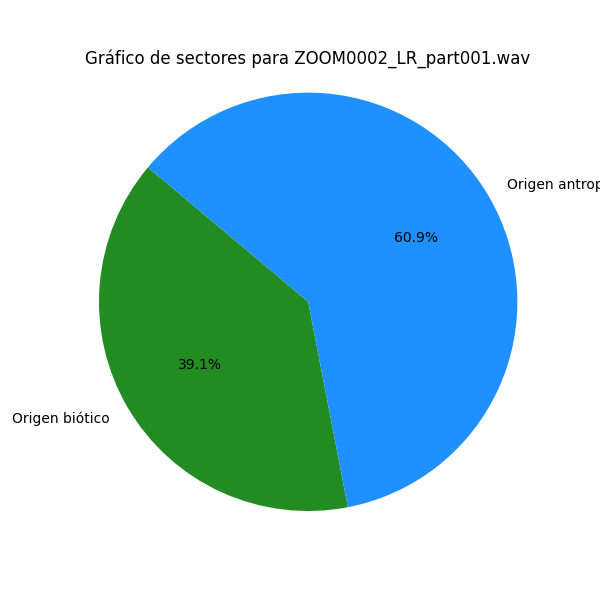 Gráfico de sectores para ZOOM0002_LR_part001.wav
Origen antrop
60.9%
39.1%
Origen biótico